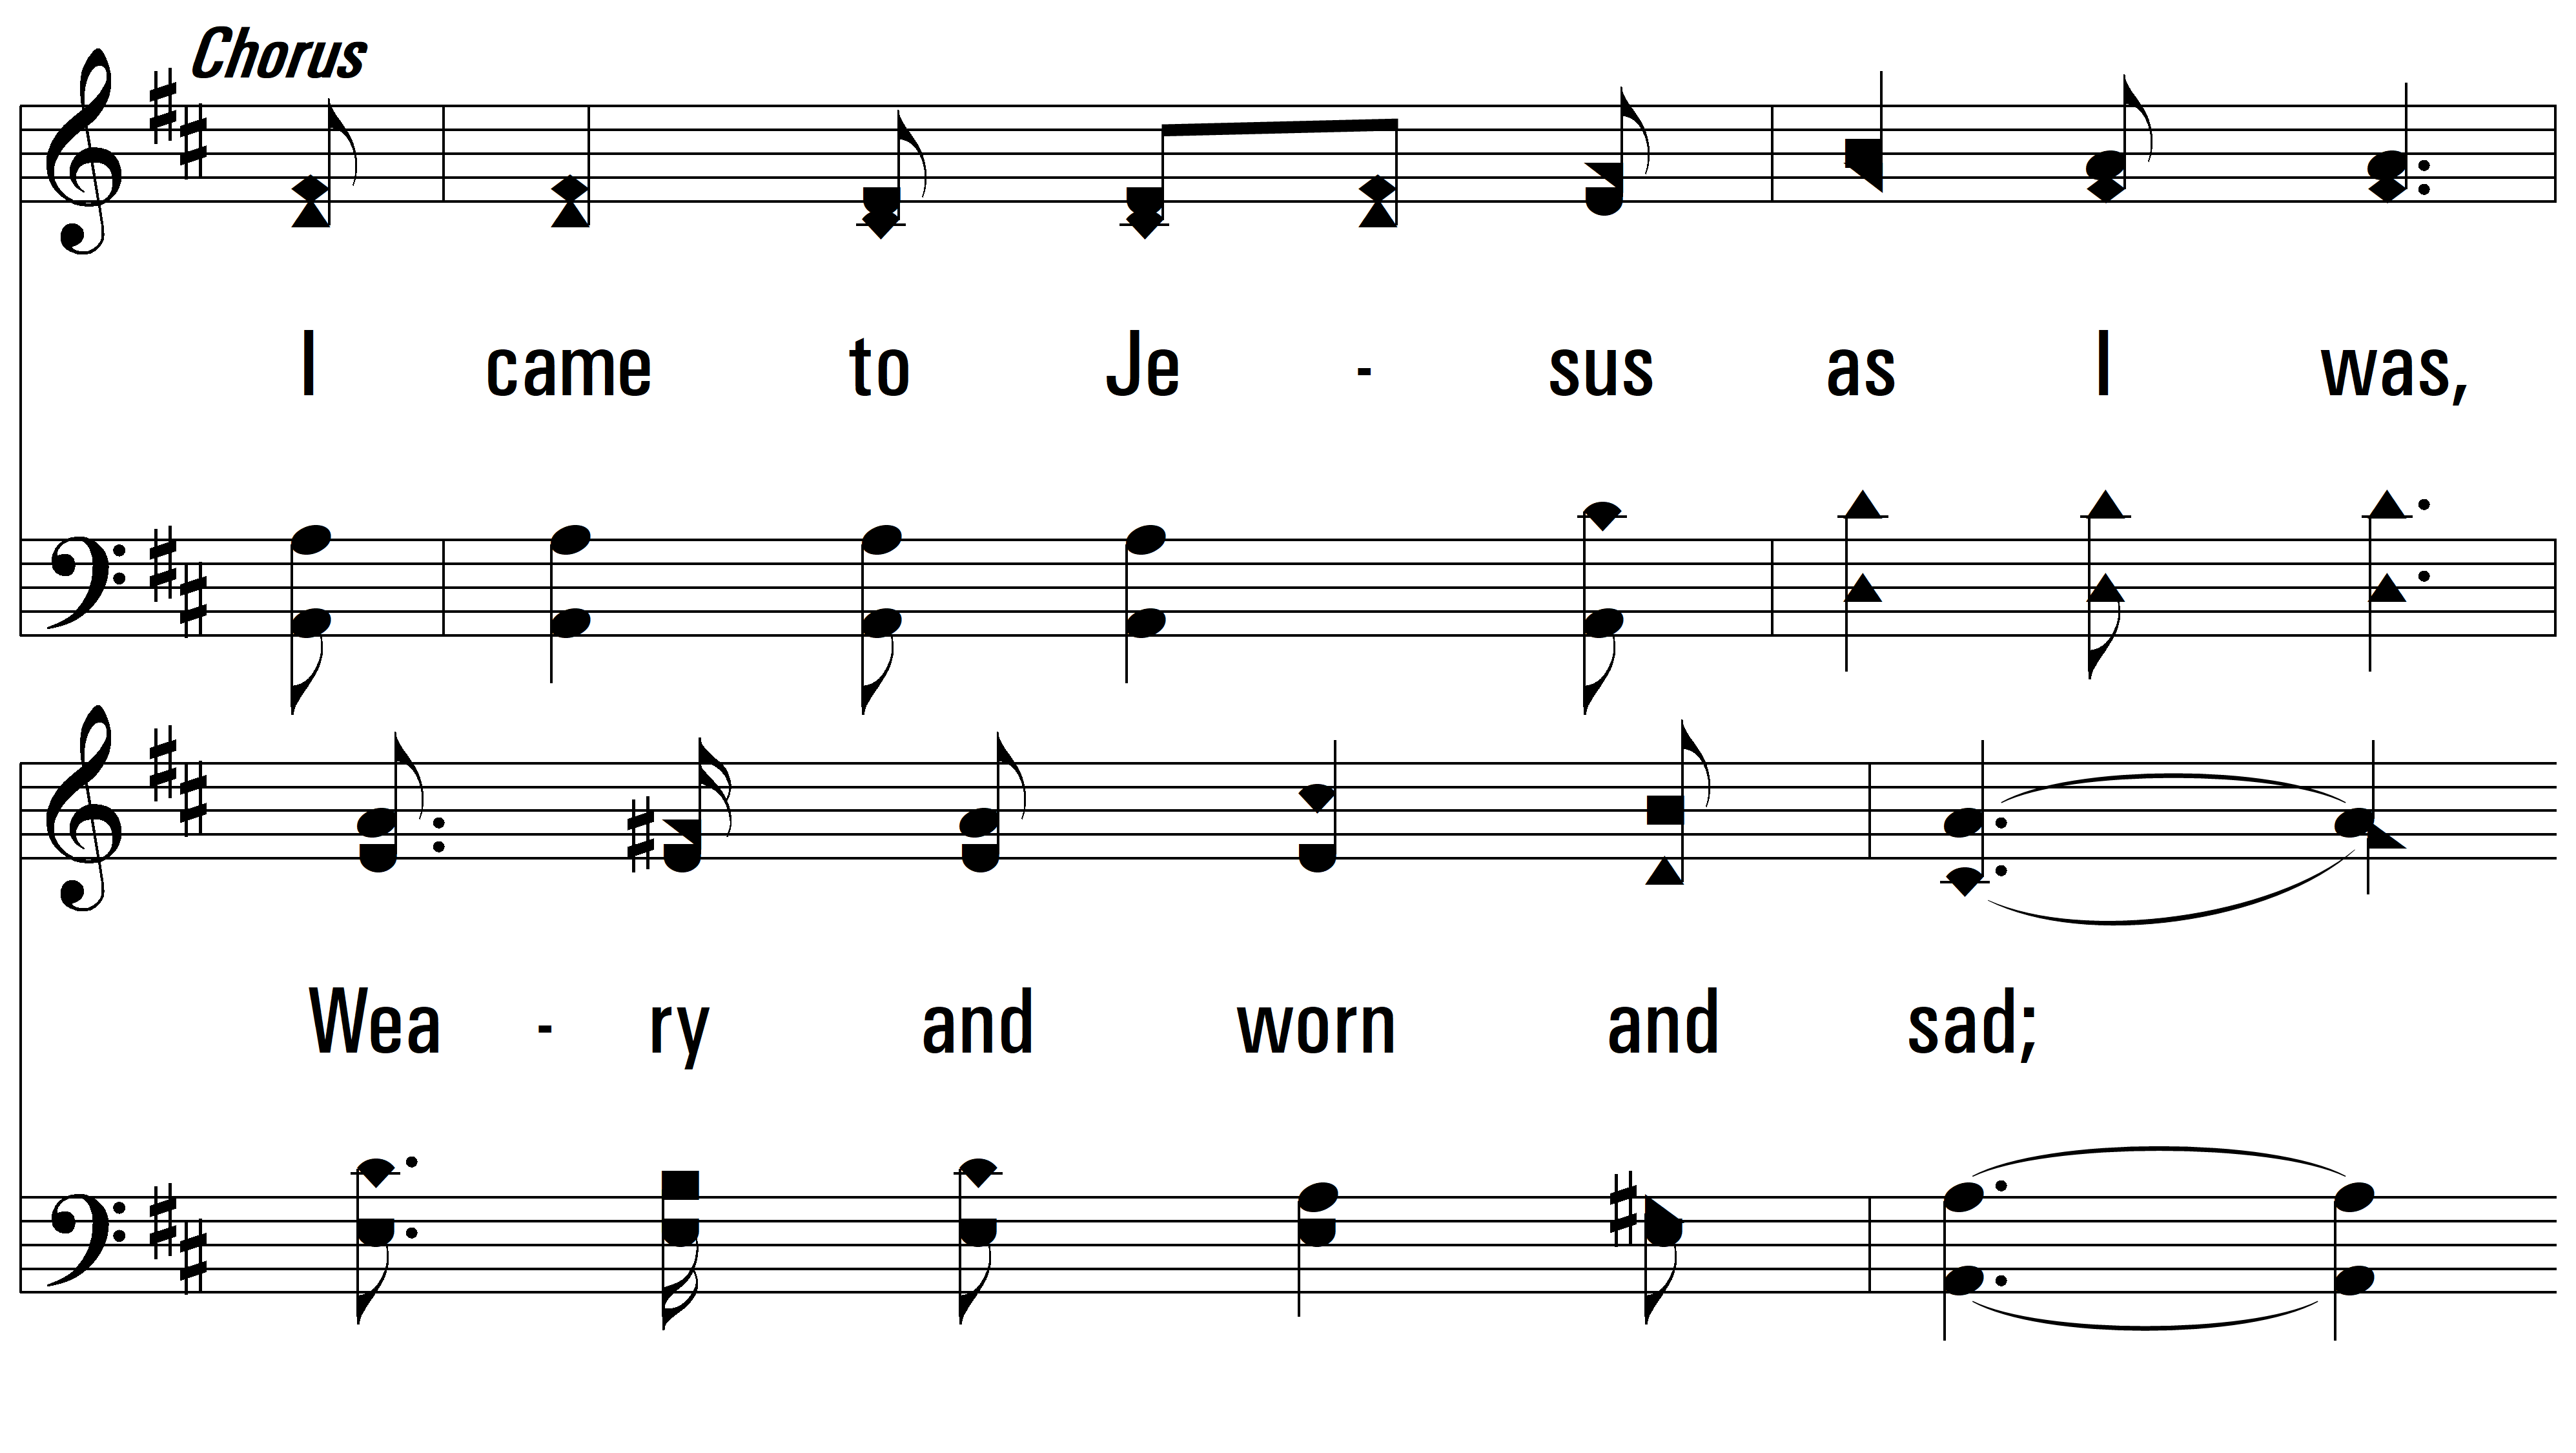 Chorus
I came to Je - sus as I was,
Wea - ry and worn and sad;